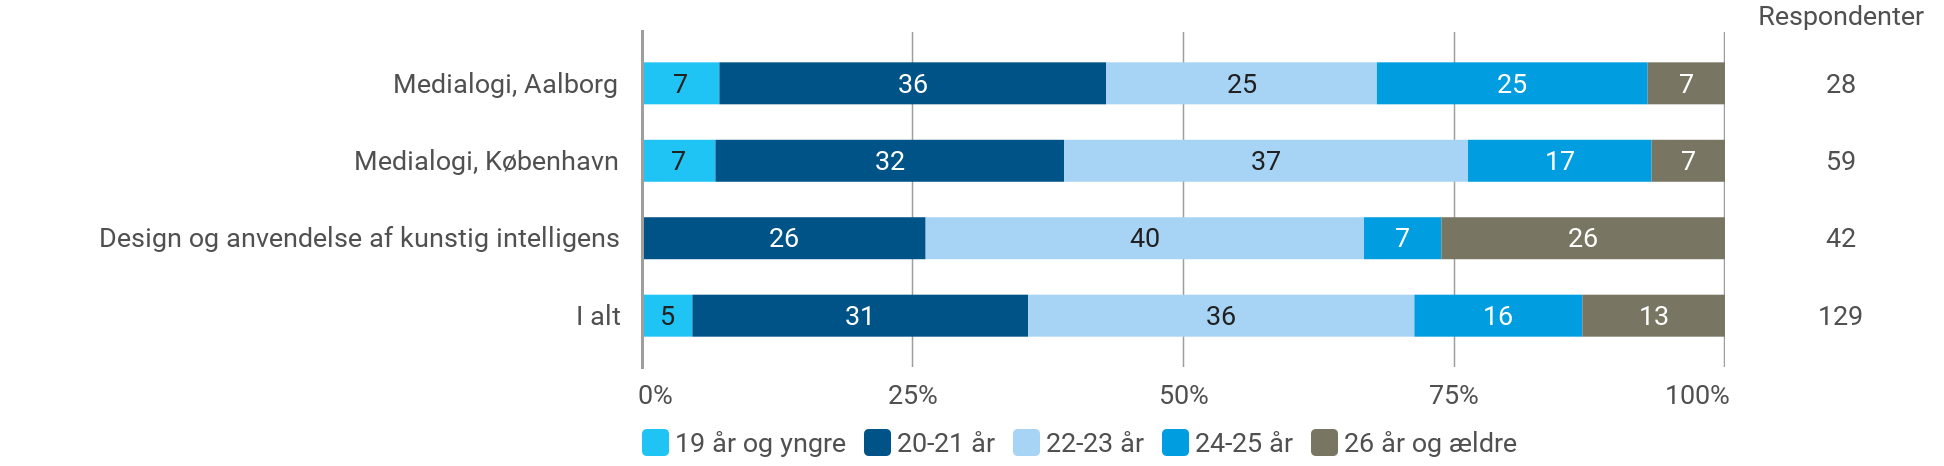 Respondenter
Medialogi, Aalborg 7 36 25 25 7 28
Medialogi, København 7 32 37 17 7 59
Design og anvendelse af kunstig intelligens 26 40 7 26 42
I alt 5 31 36 16 13 129
0% 25% 50% 75% 100%
19 år og yngre 20-21 år 22-23 år 24-25 år 26 år og ældre